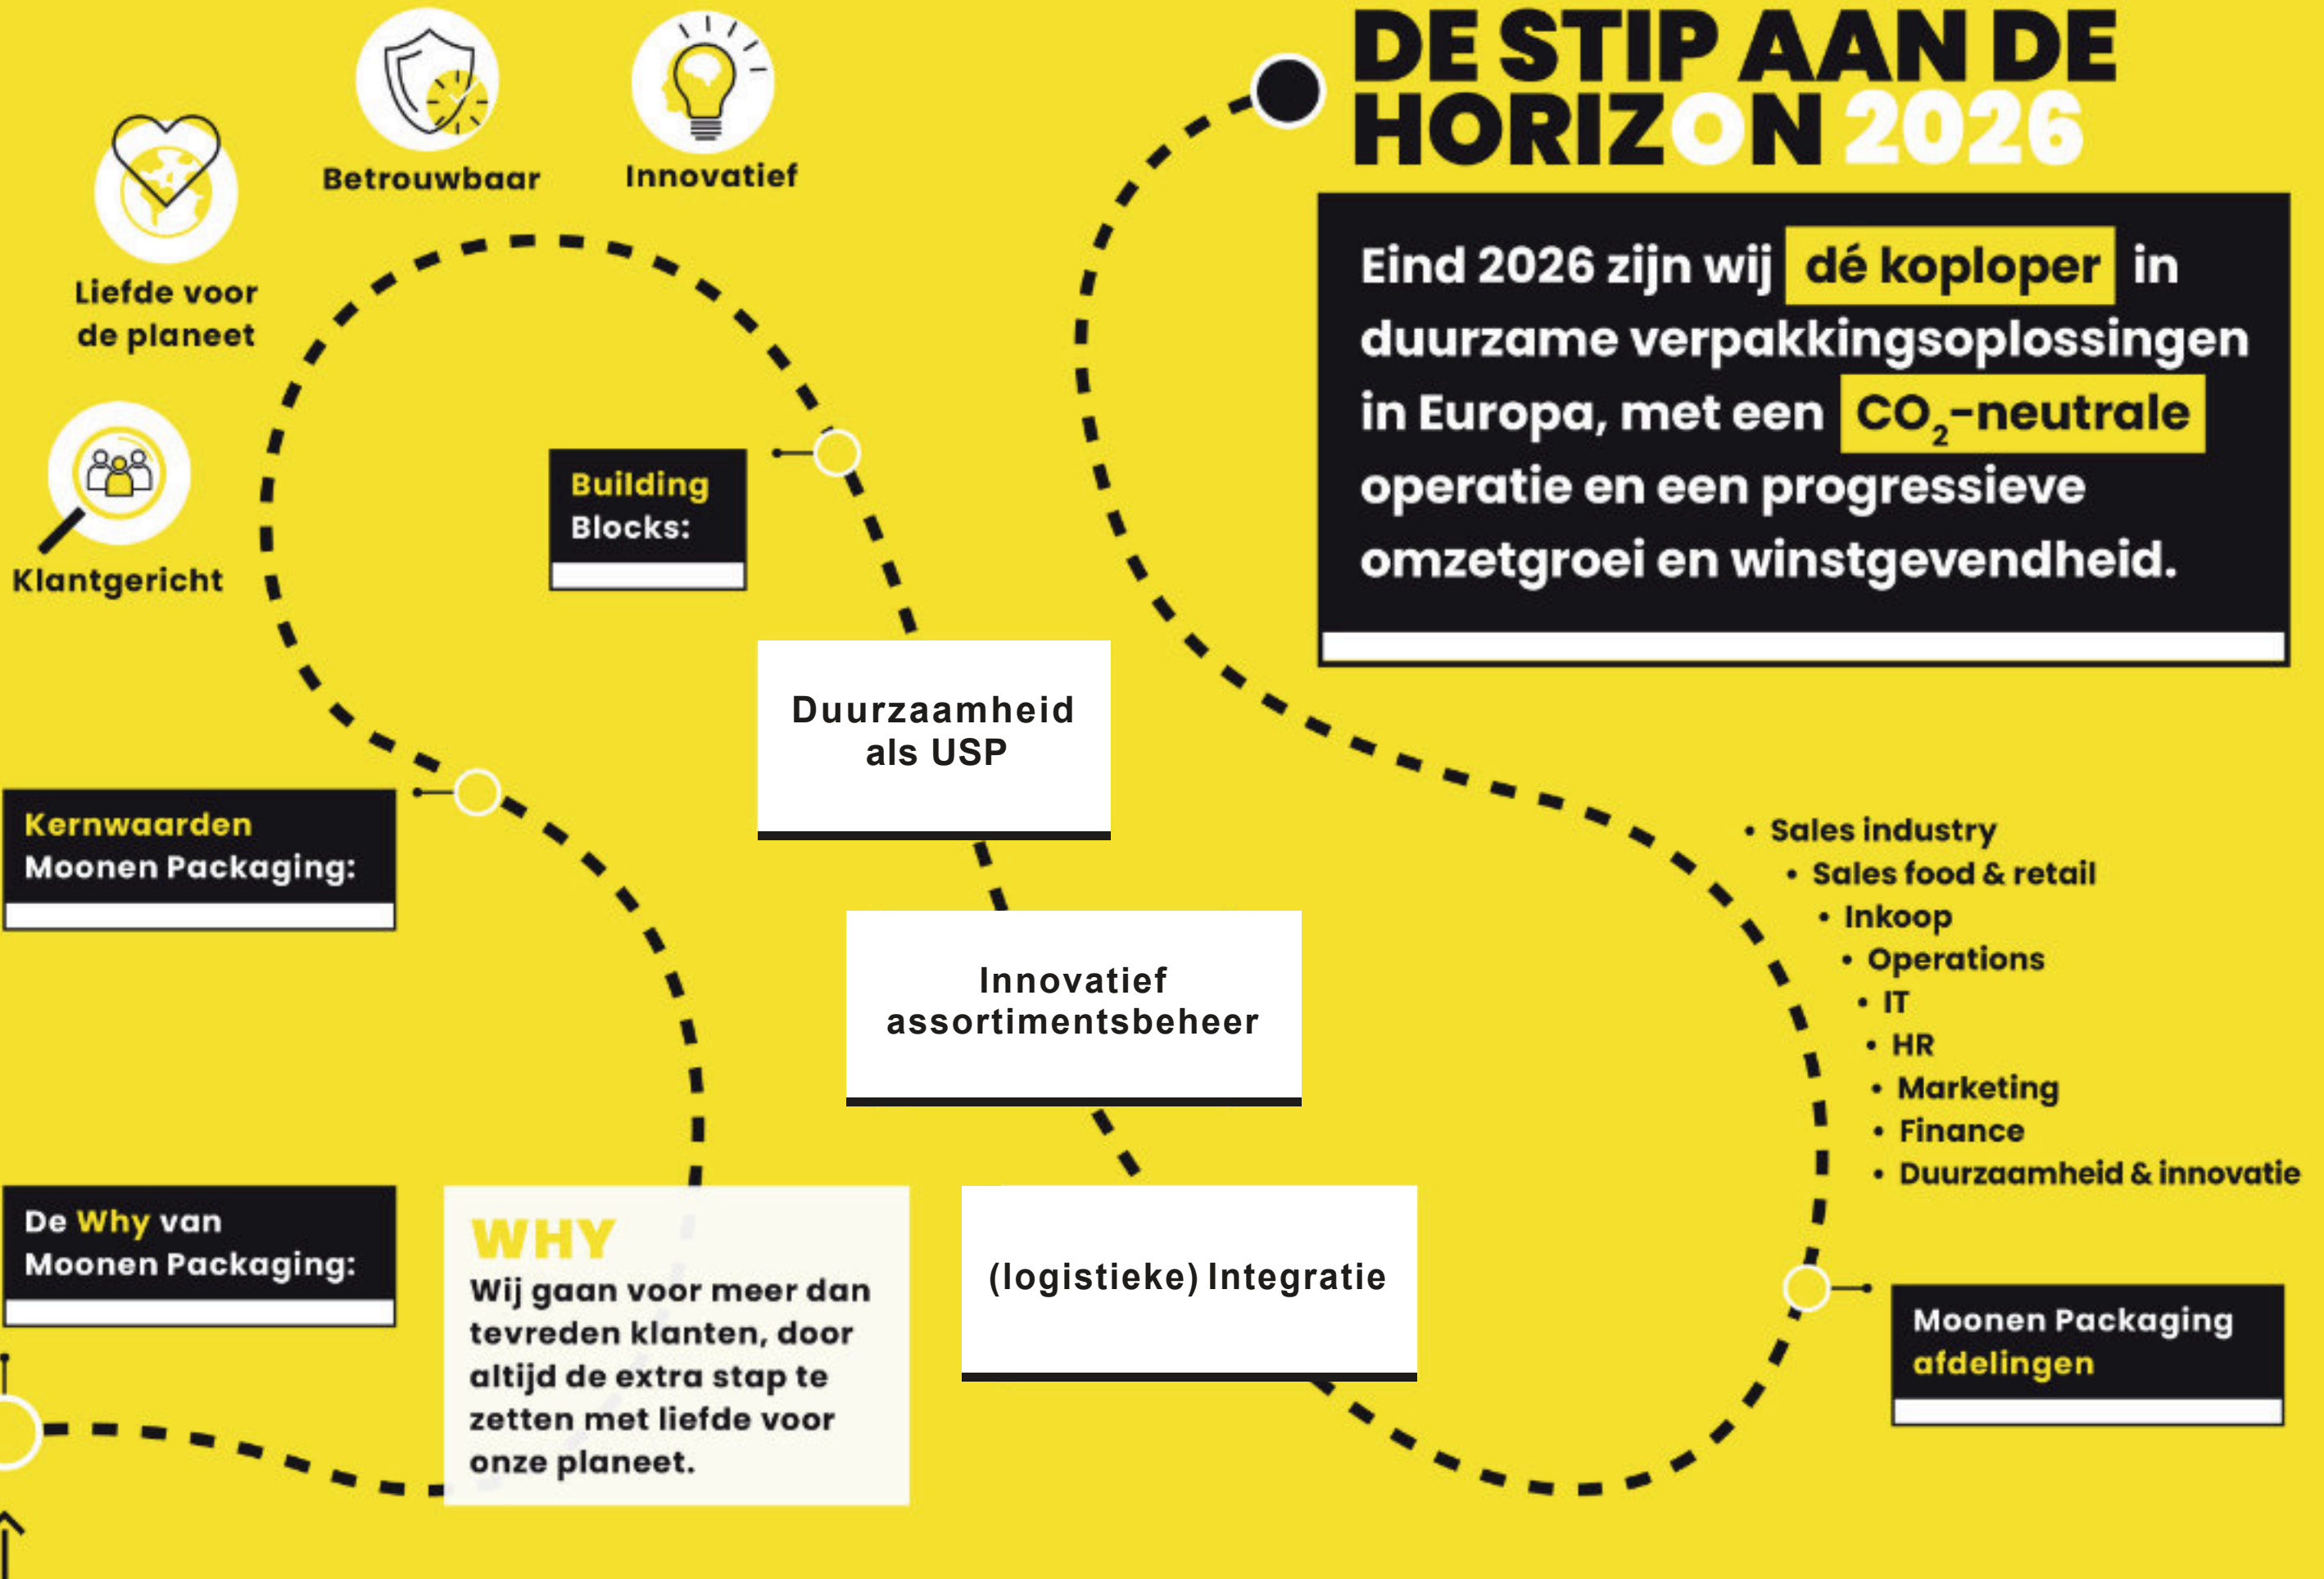 DE STIP AAN DE
HORIZON 2026
Eind 2026 zijn wij dé koploper in
duurzame verpakkingsoplossingen
in Europa, met een CO₂-neutrale
operatie en een progressieve
omzetgroei en winstgevendheid.
Betrouwbaar
Innovatief
Liefde voor
de planeet
Klantgericht
Building
Blocks:
Duurzaamheid
als USP
Innovatief
assortimentsbeheer
(logistieke) Integratie
Kernwaarden
Moonen Packaging:
De Why van
Moonen Packaging:
WHY
Wij gaan voor meer dan
tevreden klanten, door
altijd de extra stap te
zetten met liefde voor
onze planeet.
• Sales industry
• Sales food & retail
• Inkoop
• Operations
• IT
• HR
• Marketing
• Finance
• Duurzaamheid & innovatie
Moonen Packaging
afdelingen